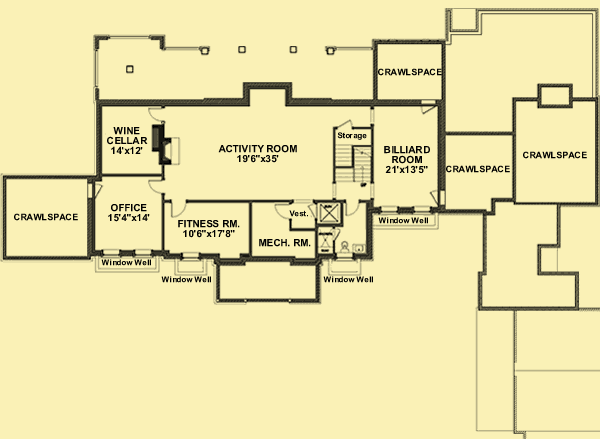 CRAWLSPACE
WINE
CELLAR
14'x12'
ACTIVITY ROOM
19'6"x35'
Storage
BILLIARD
ROOM
21'x13'5"
CRAWLSPACE
CRAWLSPACE
CRAWLSPACE
OFFICE
15'4"x14'
FITNESS RM.
10'6"x17'8"
Vest.
MECH. RM.
Window Well
Window Well
Window Well
Window Well